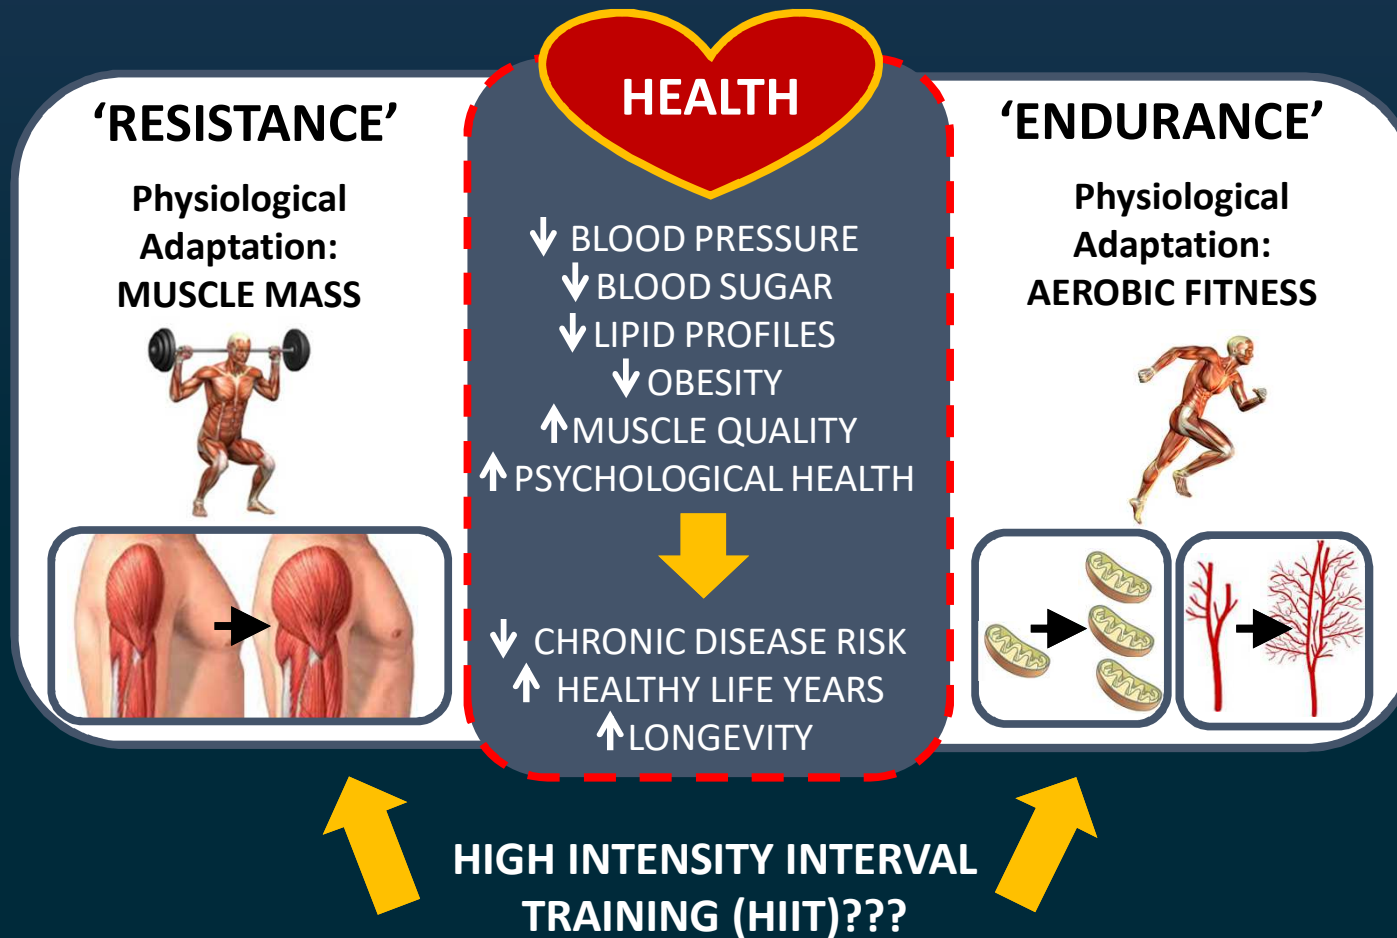 ‘RESISTANCE’
Physiological
Adaptation:
MUSCLE MASS
HEALTH
↓ BLOOD PRESSURE
↓ BLOOD SUGAR
↓ LIPID PROFILES
↓ OBESITY
↑ MUSCLE QUALITY
↑ PSYCHOLOGICAL HEALTH
↓ CHRONIC DISEASE RISK
↑ HEALTHY LIFE YEARS
↑ LONGEVITY
‘ENDURANCE’
Physiological
Adaptation:
AEROBIC FITNESS
HIGH INTENSITY INTERVAL
TRAINING (HIIT)???